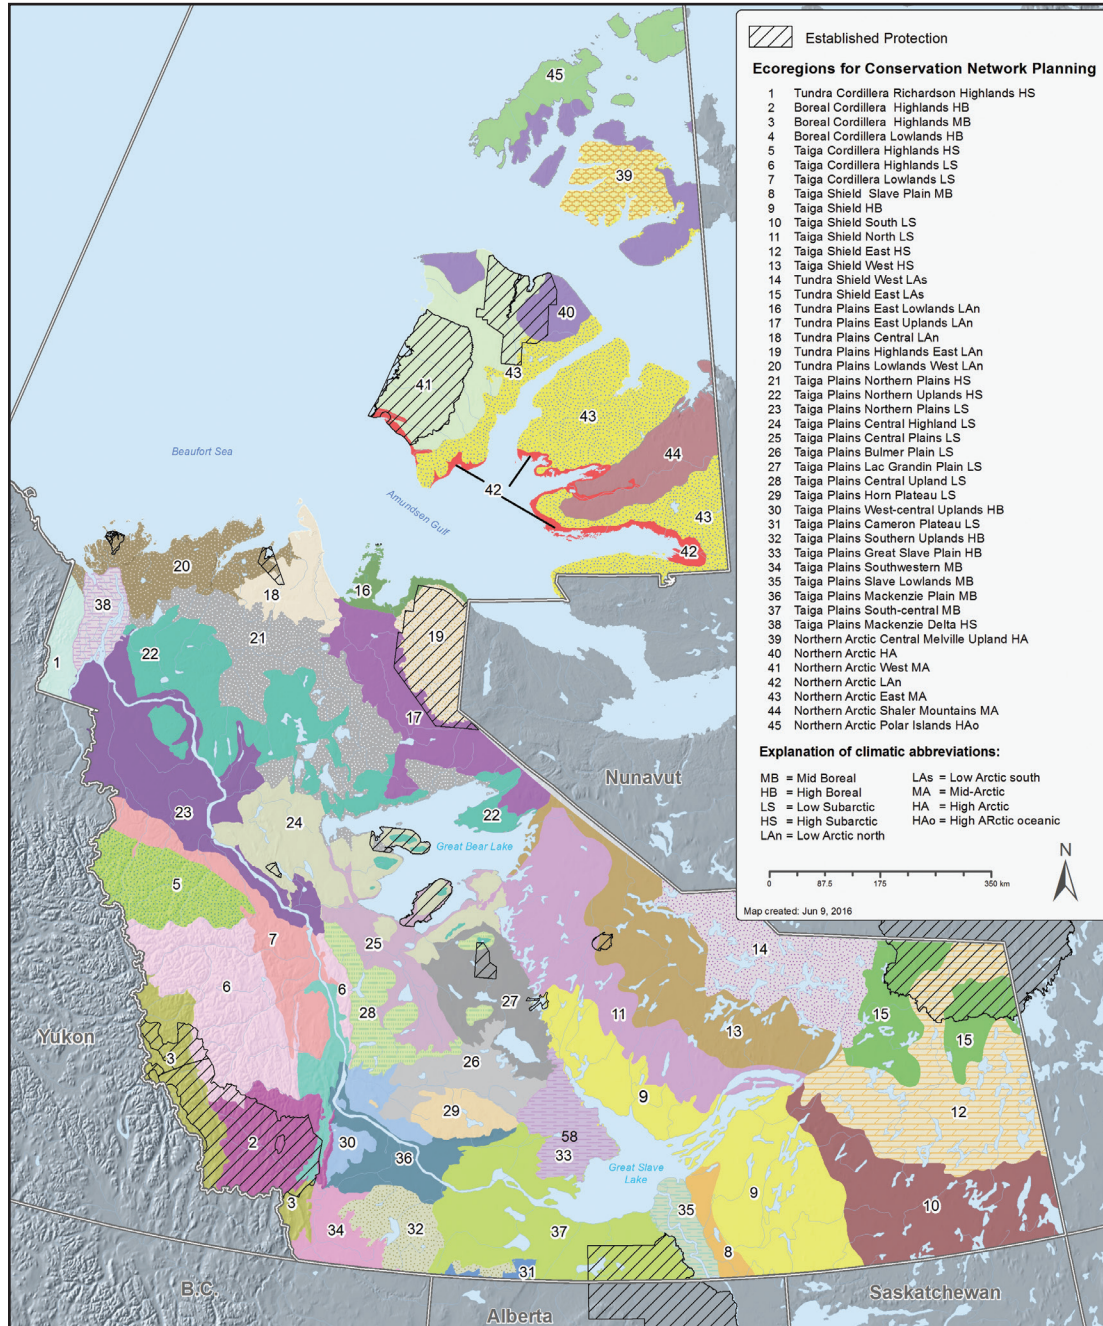 Established Protection
Ecoregions for Conservation Network Planning
1 Tundra Cordillera Richardson Highlands HS
2 Boreal Cordillera Highlands HB
3 Boreal Cordillera Highlands MB
4 Boreal Cordillera Lowlands HB
5 Taiga Cordillera Highlands HS
6 Taiga Cordillera Highlands LS
7 Taiga Cordillera Lowlands LS
8 Taiga Shield Slave Plain MB
9 Taiga Shield HB
10 Taiga Shield South LS
11 Taiga Shield North LS
12 Taiga Shield East HS
13 Taiga Shield West HS
14 Tundra Shield West LAs
15 Tundra Shield East LAs
16 Tundra Plains East Lowlands LAn
17 Tundra Plains East Uplands LAn
18 Tundra Plains Central LAn
19 Tundra Plains Highlands East LAn
20 Tundra Plains Lowlands West LAn
21 Taiga Plains Northern Plains HS
22 Taiga Plains Northern Uplands HS
23 Taiga Plains Northern Plains LS
24 Taiga Plains Central Highland LS
25 Taiga Plains Central Plains LS
26 Taiga Plains Bulmer Plain LS
27 Taiga Plains Lac Grandin Plain LS
28 Taiga Plains Central Upland LS
29 Taiga Plains Horn Plateau LS
30 Taiga Plains West-central Uplands HB
31 Taiga Plains Cameron Plateau LS
32 Taiga Plains Southern Uplands HB
33 Taiga Plains Great Slave Plain HB
34 Taiga Plains Southwestern MB
35 Taiga Plains Slave Lowlands MB
36 Taiga Plains Mackenzie Plain MB
37 Taiga Plains South-central MB
38 Taiga Plains Mackenzie Delta HS
39 Northern Arctic Central Melville Upland HA
40 Northern Arctic HA
41 Northern Arctic West MA
42 Northern Arctic LAn
43 Northern Arctic East MA
44 Northern Arctic Shaler Mountains MA
45 Northern Arctic Polar Islands HAo
Explanation of climatic abbreviations:
MB = Mid Boreal
HB = High Boreal
LS = Low Subarctic
HS = High Subarctic
LAn = Low Arctic north
LAs = Low Arctic south
MA = Mid-Arctic
HA = High Arctic
HAo = High ARctic oceanic
N
0 87.5 175 350 km
Map created: Jun 9, 2016
45
39
40
43
41
43
44
Beaufort Sea
42
Amundsen Gulf
43
42
20
18
16
38
21
19
22
1
17
Nunavut
23
24
22
Great Bear Lake
5
7
25
14
6
6
27
28
11
15
13
Yukon
3
26
15
9
29
12
58
2
30
36
33
Great Slave
Lake
9
3
35
10
34
32
37
8
31
B.C.
Saskatchewan
Alberta